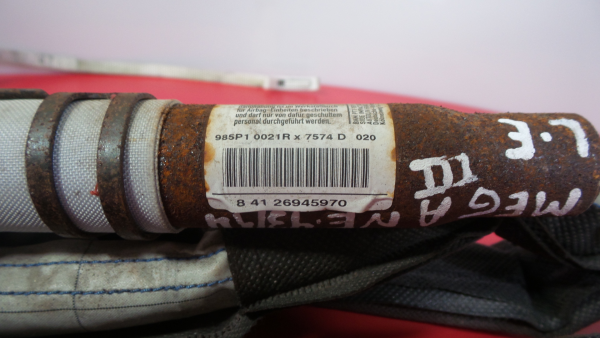 für Airbag-Einheiten beschrieben
und darf nur von dafür geschultem
personal durchgeführt werden.
985P1 0021R x 7574 D 020
8 41 26945970
L.E
MEGA III
N.E.